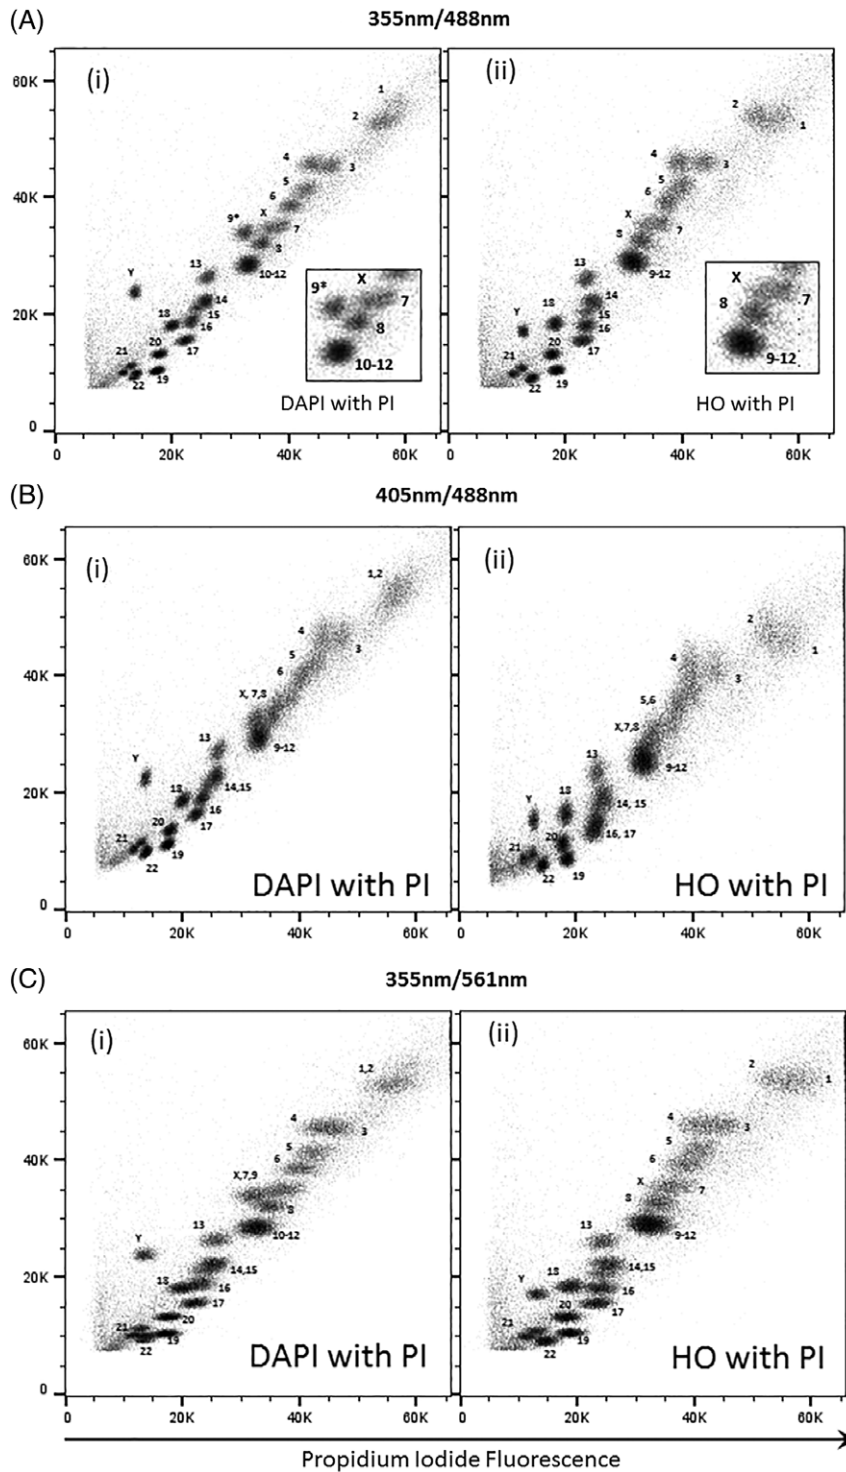 (A) 355nm/488nm
(i)
1
2
4
3
5
6
9*
X
7
8
10-12
Y
13
14
15
16
18
17
20
21
22
19
60K
40K
20K
0
9*
X
7
8
10-12
DAPI with PI
0 20K 40K 60K
(ii)
2
1
4
3
5
6
X
7
8
9-12
13
14
15
16
Y
18
17
20
21
22
19
X
8
7
9-12
HO with PI
0 20K 40K 60K
(B) 405nm/488nm
(i)
1,2
4
3
5
6
X, 7,8
9-12
13
Y
14,15
18
16
17
20
21
22
19
60K
40K
20K
0
DAPI with PI
0 20K 40K 60K
(ii)
2
1
4
3
5,6
X,7,8
9-12
13
Y
18
14, 15
16, 17
20
21
22
19
HO with PI
0 20K 40K 60K
(C) 355nm/561nm
(i)
1,2
4
3
5
6
X,7,9
8
10-12
13
Y
14,15
18
16
17
20
21
22
19
60K
40K
20K
0
DAPI with PI
0 20K 40K 60K
(ii)
2
1
4
3
5
6
X
7
8
9-12
13
14,15
Y
18
16
17
20
21
22
19
HO with PI
0 20K 40K 60K
Propidium Iodide Fluorescence